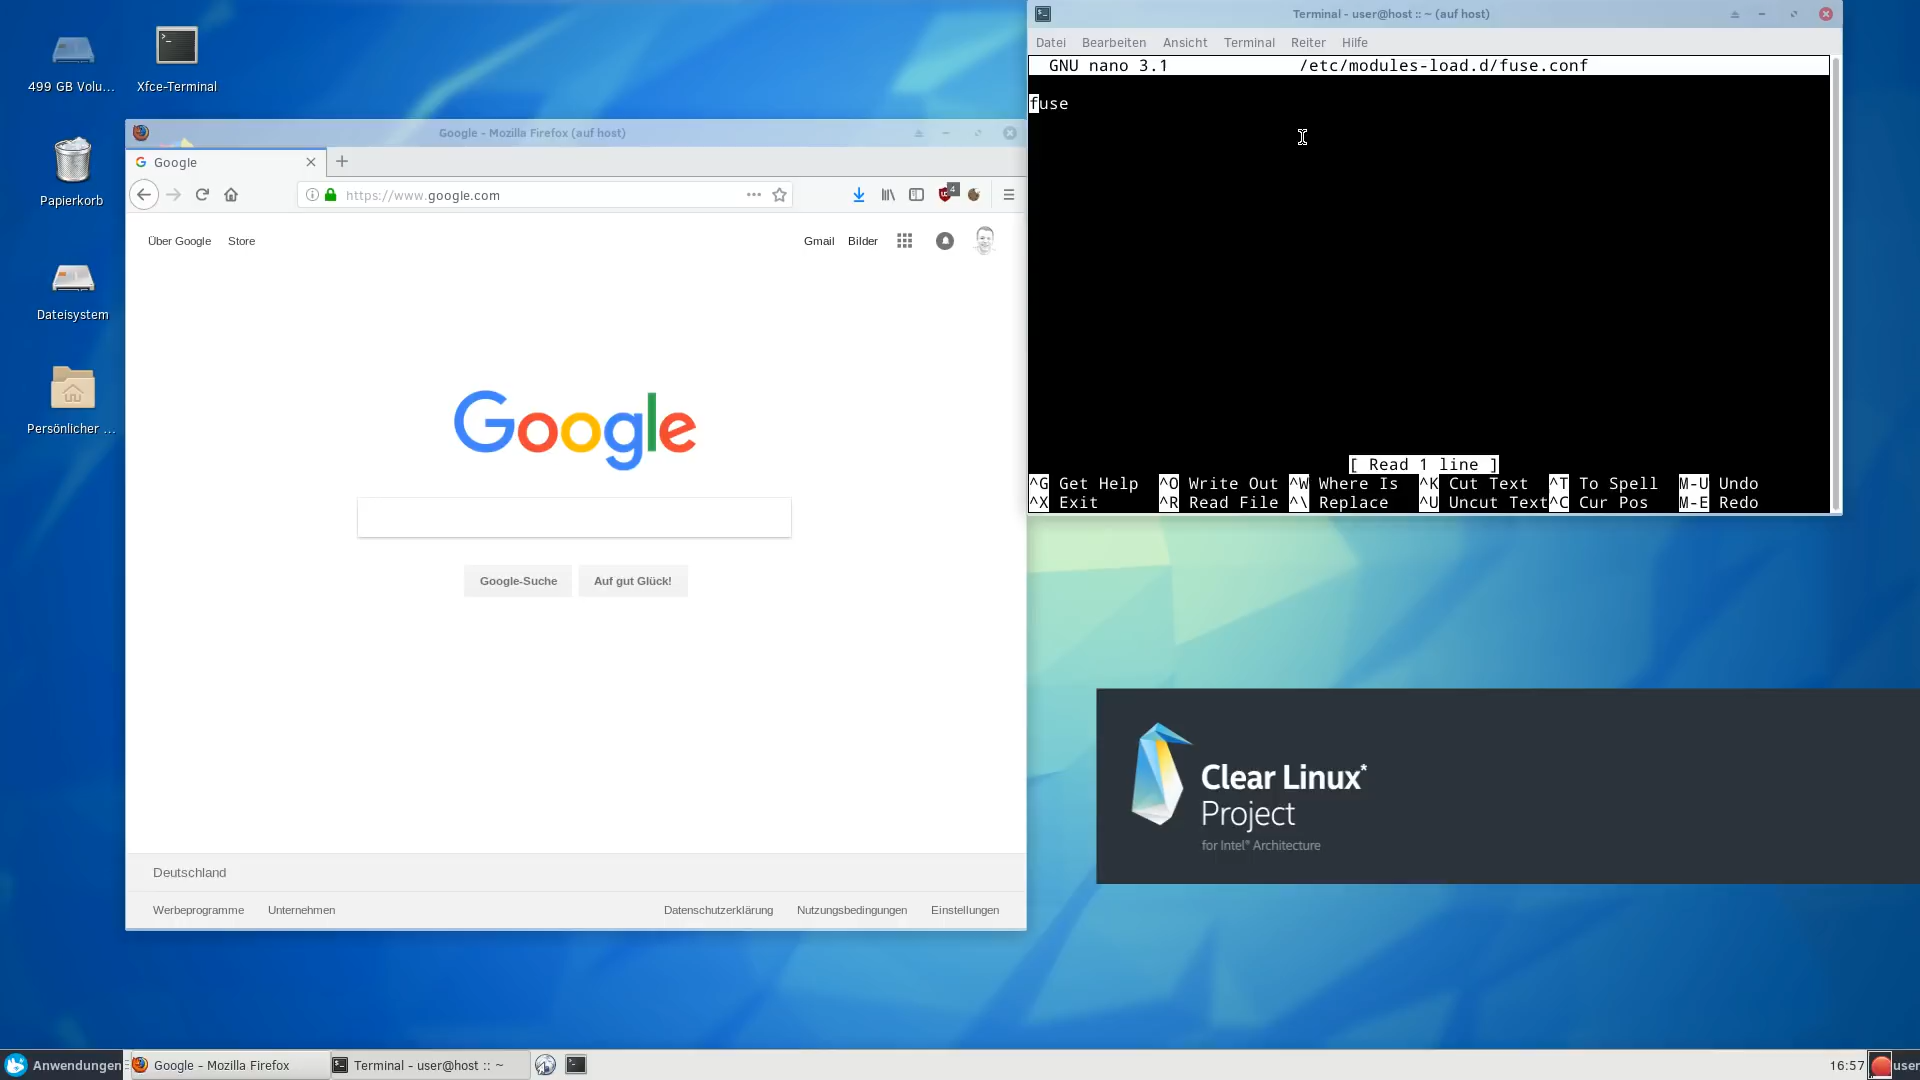 499 GB Volu...
Xfce-Terminal
Papierkorb
Dateisystem
Persönlicher ...
Google - Mozilla Firefox (auf host)
Google
https://www.google.com
4
Über Google
Store
Gmail
Bilder
Google
Google-Suche
Auf gut Glück!
Deutschland
Werbeprogramme
Unternehmen
Datenschutzerklärung
Nutzungsbedingungen
Einstellungen
Terminal - user@host :: ~ (auf host)
Datei Bearbeiten Ansicht Terminal Reiter Hilfe
GNU nano 3.1 /etc/modules-load.d/fuse.conf
fuse
[ Read 1 line ]
^G Get Help ^O Write Out ^W Where Is ^K Cut Text ^T To Spell M-U Undo
^X Exit ^R Read File ^\ Replace ^U Uncut Text ^C Cur Pos M-E Redo
Clear Linux*
Project
for Intel® Architecture
Anwendungen
Google - Mozilla Firefox
Terminal - user@host :: ~
16:57
user